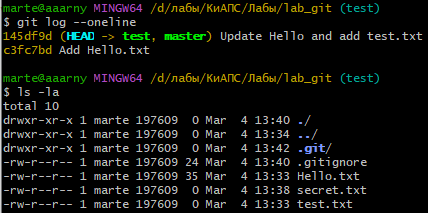 marte@aaarny MINGW64 /d/лабы/КиАПС/Лабы/lab_git (test)
$ git log --oneline
145df9d (HEAD -> test, master) Update Hello and add test.txt
c3fc7bd Add Hello.txt
marte@aaarny MINGW64 /d/лабы/КиАПС/Лабы/lab_git (test)
$ ls -la
total 10
drwxr-xr-x 1 marte 197609  0 Mar  4 13:40 ./
drwxr-xr-x 1 marte 197609  0 Mar  4 13:34 ../
drwxr-xr-x 1 marte 197609  0 Mar  4 13:42 .git/
-rw-r--r-- 1 marte 197609 24 Mar  4 13:40 .gitignore
-rw-r--r-- 1 marte 197609 35 Mar  4 13:33 Hello.txt
-rw-r--r-- 1 marte 197609  0 Mar  4 13:38 secret.txt
-rw-r--r-- 1 marte 197609  0 Mar  4 13:33 test.txt